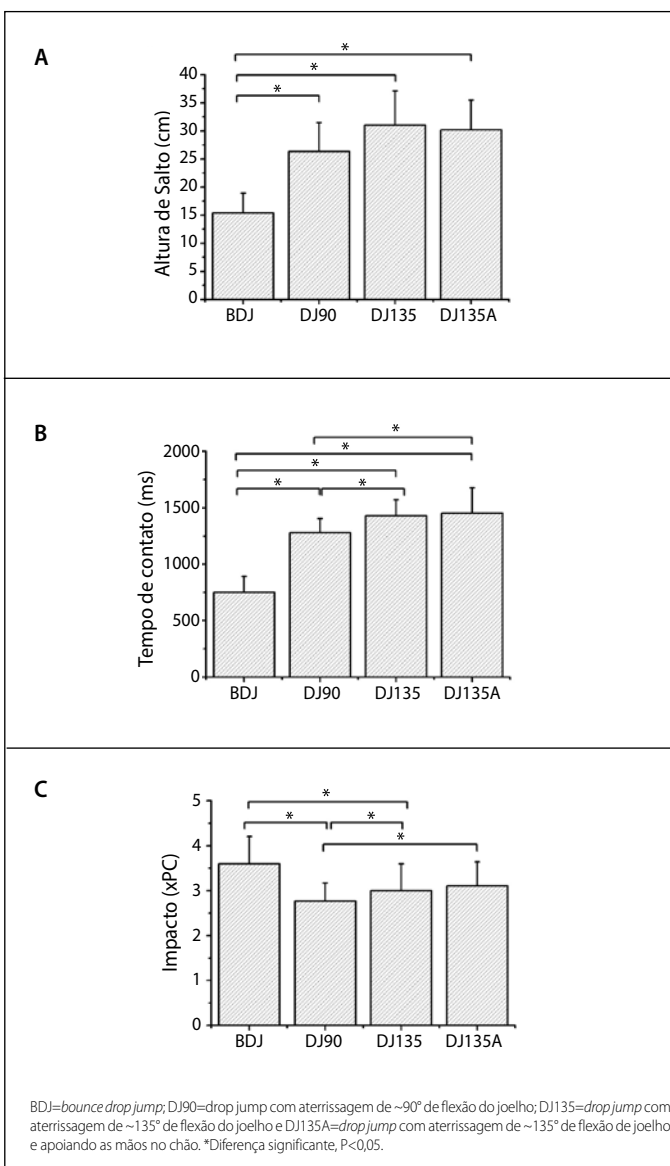 A
*
*
*
40
35
30
25
20
15
10
5
0
Altura de Salto (cm)
BDJ DJ90 DJ135 DJ135A
B
*
*
*
* *
2000
1500
1000
500
0
Tempo de contato (ms)
BDJ DJ90 DJ135 DJ135A
C
*
* *
*
5
4
3
2
1
0
Impacto (xPC)
BDJ DJ90 DJ135 DJ135A
BDJ=bounce drop jump; DJ90=drop jump com aterrissagem de ~90° de flexão do joelho; DJ135=drop jump com
aterrissagem de ~135° de flexão do joelho e DJ135A=drop jump com aterrissagem de ~135° de flexão de joelho
e apoiando as mãos no chão. *Diferença significante, P<0,05.